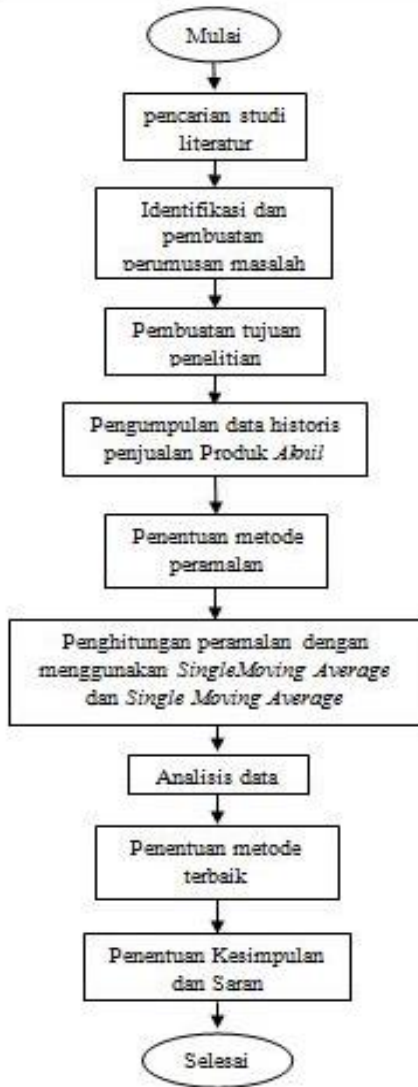 Mulai
pencarian studi
literatur
Identifikasi dan
pembuatan
perumusan masalah
Pembuatan tujuan
penelitian
Pengumpulan data historis
penjualan Produk
Penentuan metode
peramalan
Penghitungan peramalan dengan
menggunakan SingleMoving Average
dan Single Moving Average
Analisis data
Penentuan metode
terbaik
Penentuan Kesimpulan
dan Saran
Selesai